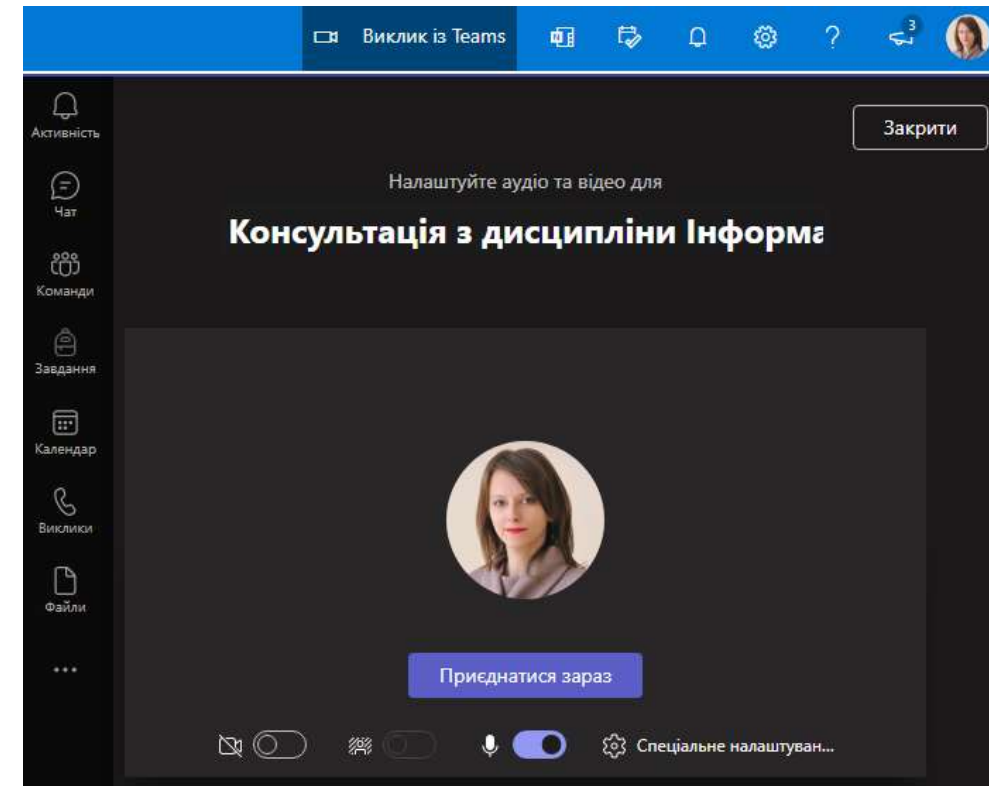 Виклик із Teams
?
3
Активність
Закрити
Налаштуйте аудіо та відео для
Чат
Консультація з дисципліни Інформа
Команди
Завдання
Календар
Виклики
Файли
...
Приєднатися зараз
Спеціальне налаштуван...